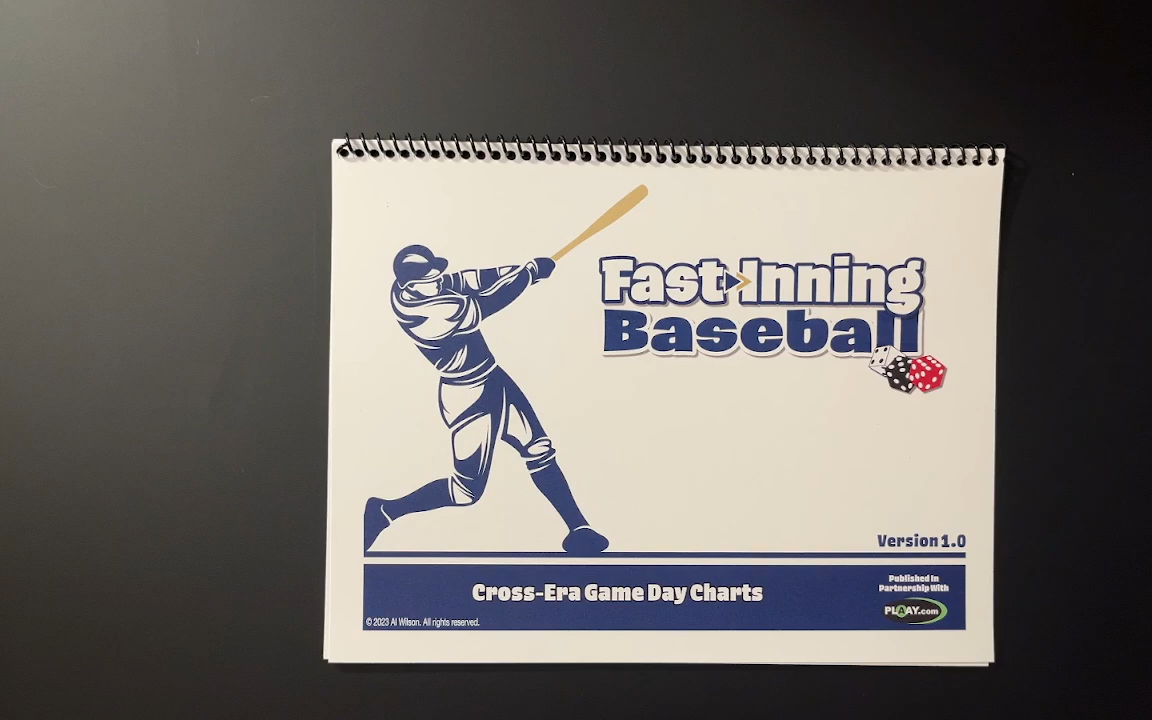 Fast Inning
Baseball
Version 1.0
Cross-Era Game Day Charts
Published In
Partnership With
PLAAY.com
© 2023 Al Wilson. All rights reserved.